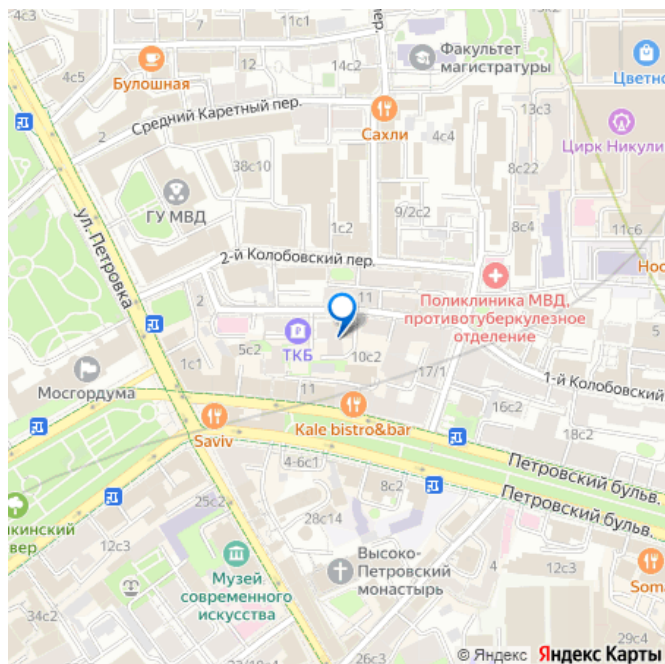 11с1
4с5
Булошная
7
12
14с2
пер.
Факультет
магистратуры
Цветно
13с3
Средний Каретный пер.
2
Сахли
4с4
Цирк Никули
38с10
8с22
ГУ МВД
ул. Петровка
1с2
9/2с2
8с4
11с6
2-й Колобовский пер.
Нос
2
11
Поликлиника МВД,
противотуберкулезное
отделение
ТКБ
5с2
10с2
1с1
Мосгордума
17/1
1-й Колобовский
11
16с2
Kale bistro&bar
Saviv
18с2
4-6с1
Петровский бульв.
8с2
Петровский бульв.
25с2
28с14
кинский
вер
12с3
Высоко-
Петровский
монастырь
4
12с3
Музей
современного
искусства
Soma
34с2
29с4
© Яндекс Яндекс Карты